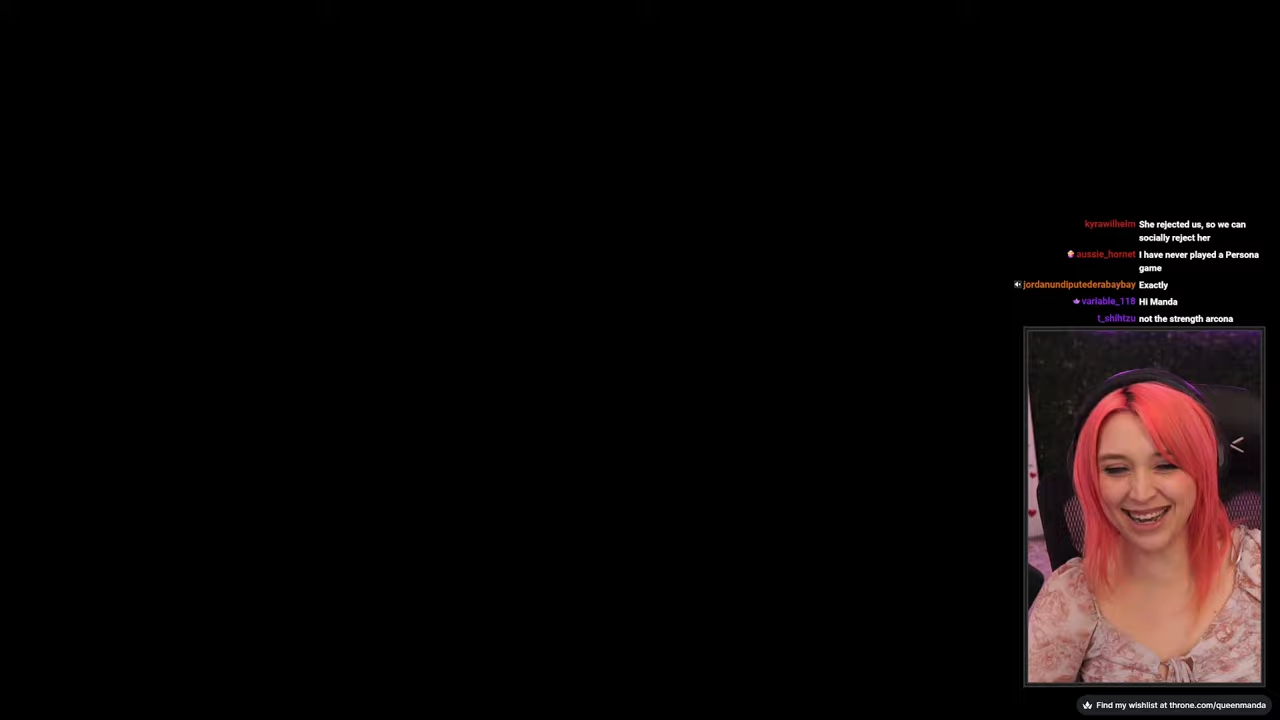 kyrawilhelm She rejected us, so we can
socially reject her
aussie_hornet I have never played a Persona
game
jordanundiputederabaybay Exactly
variable_118 Hi Manda
t_shihtzu not the strength arcona
Find my wishlist at throne.com/queenmanda